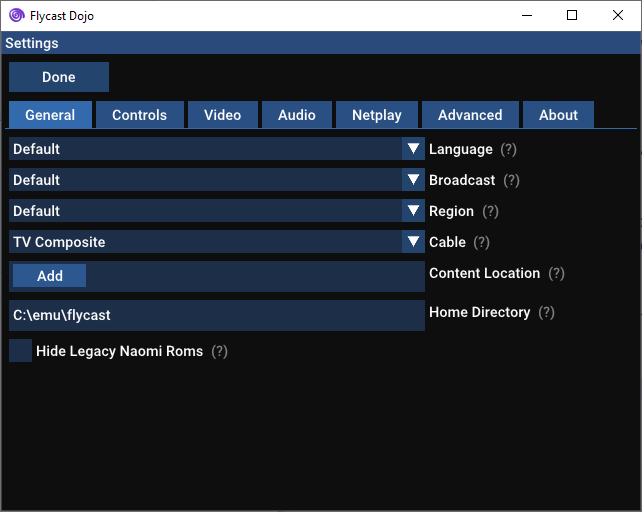 Flycast Dojo
Settings
Done
General Controls Video Audio Netplay Advanced About
Default Language (?)
Default Broadcast (?)
Default Region (?)
TV Composite Cable (?)
Add Content Location (?)
C:\emu\flycast Home Directory (?)
Hide Legacy Naomi Roms (?)